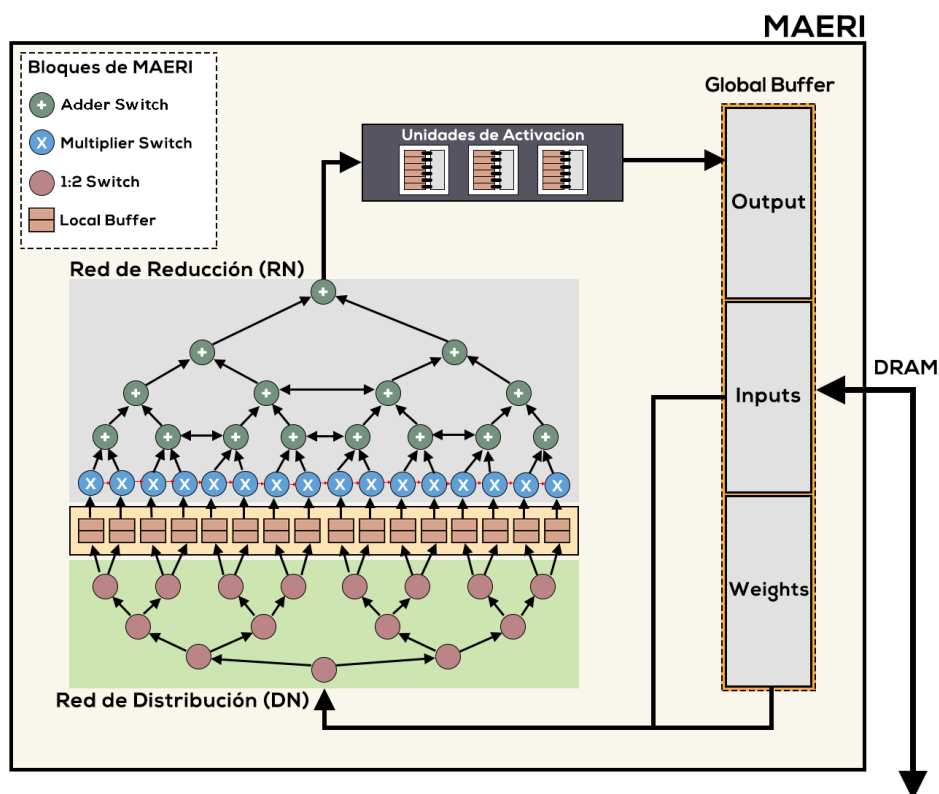 MAERI
Bloques de MAERI
+ Adder Switch
X Multiplier Switch
1:2 Switch
Local Buffer
Unidades de Activacion
Global Buffer
Output
Inputs
Weights
DRAM
Red de Reducción (RN)
+
+ +
+ + + +
+ + + + + + + +
X X X X X X X X X X X X X X X X
Red de Distribución (DN)